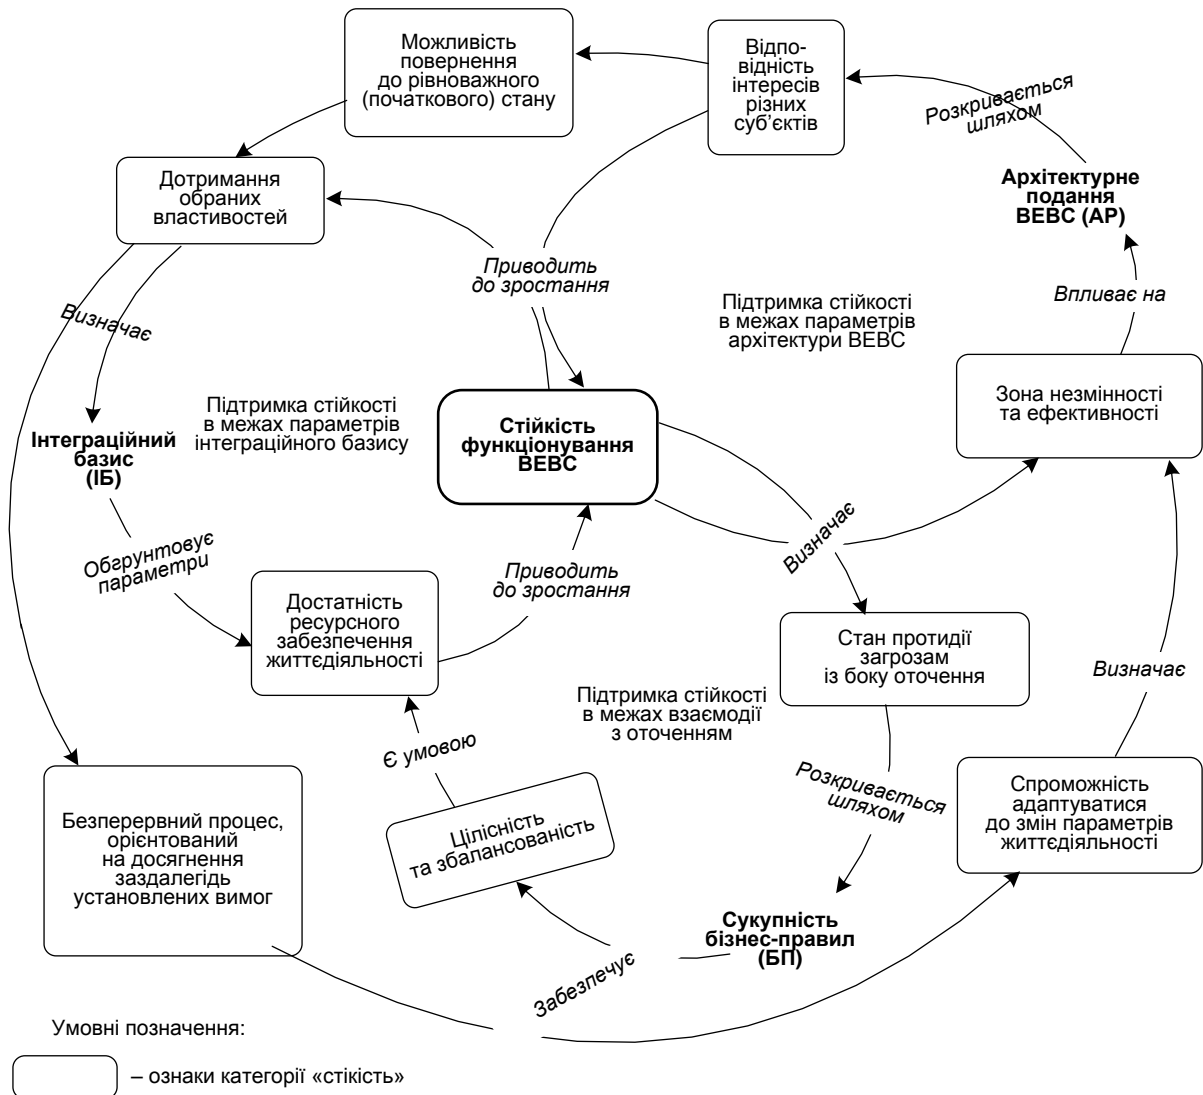 Можливість
повернення
до рівноважного
(початкового) стану
Відпо-
відність
інтересів
різних
суб’єктів
Розкривається
шляхом
Архітектурне
подання
ВЕВС (АР)
Дотримання
обраних
властивостей
Приводить
до зростання
Впливає на
Підтримка стійкості
в межах параметрів
архітектури ВЕВС
Визначає
Зона незмінності
та ефективності
Підтримка стійкості
в межах параметрів
інтеграційного базису
Стійкість
функціонування
ВЕВС
Інтеграційний
базис
(ІБ)
Визначає
Обґрунтовує
параметри
Достатність
ресурсного
забезпечення
життєдіяльності
Приводить
до зростання
Стан протидії
загрозам
із боку оточення
Визначає
Підтримка стійкості
в межах взаємодії
з оточенням
Є умовою
Розкривається
шляхом
Спроможність
адаптуватися
до змін параметрів
життєдіяльності
Безперервний процес,
орієнтований
на досягнення
заздалегідь
установлених вимог
Цілісність
та збалансованість
Сукупність
бізнес-правил
(БП)
Забезпечує
Умовні позначення:
– ознаки категорії «стікість»